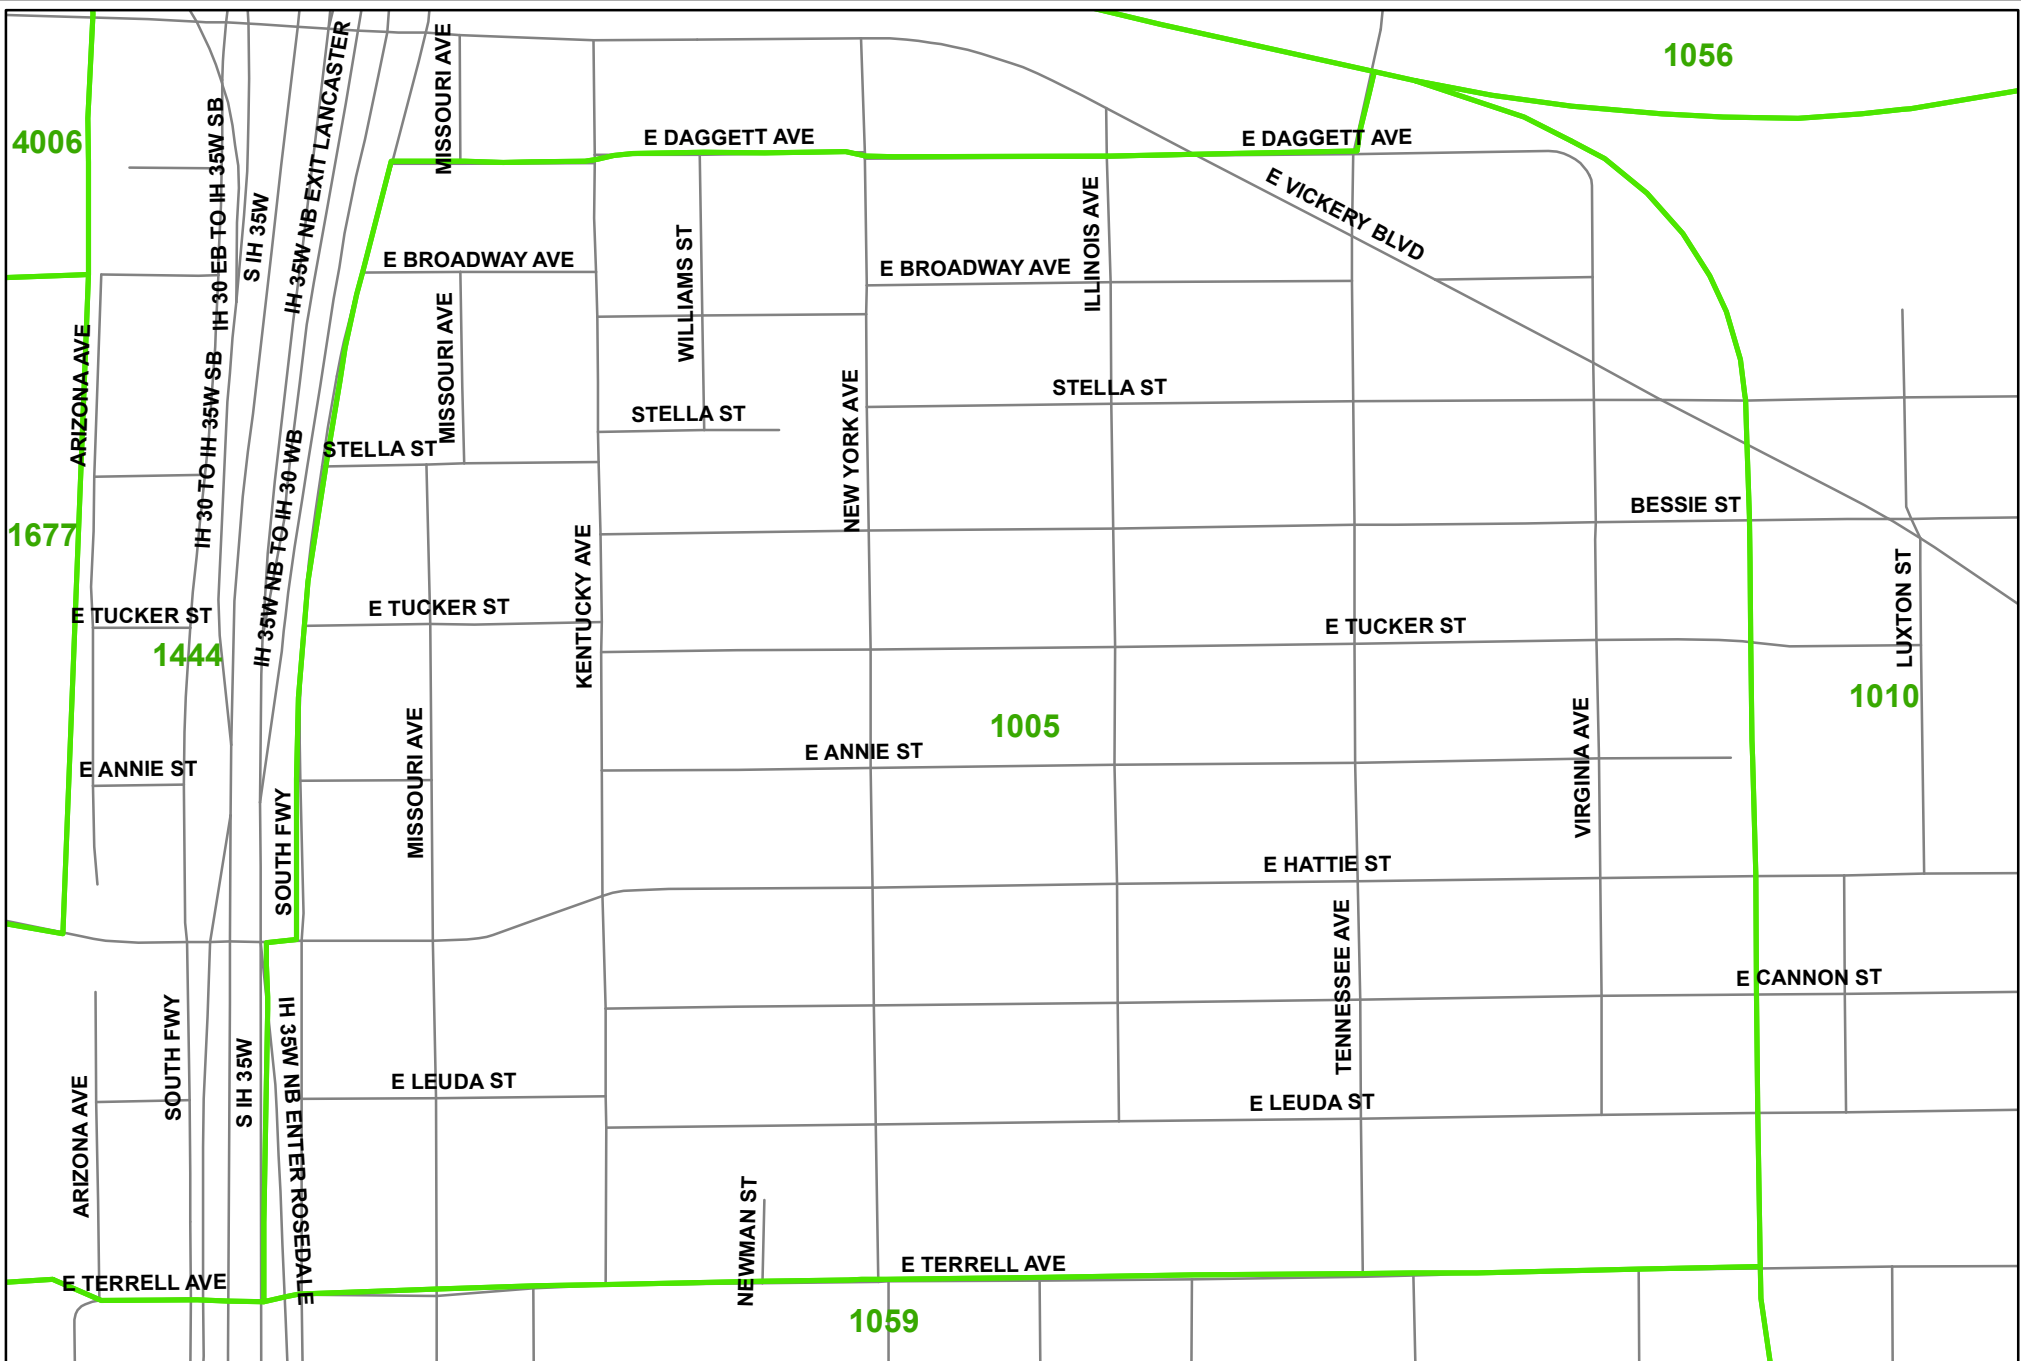 1056
4006
MISSOURI AVE
IH 35W NB EXIT LANCASTER
IH 30 EB TO IH 35W SB
S IH 35W
E DAGGETT AVE
E DAGGETT AVE
E VICKERY BLVD
ILLINOIS AVE
WILLIAMS ST
E BROADWAY AVE
E BROADWAY AVE
ARIZONA AVE
MISSOURI AVE
IH 30 TO IH 35W SB
STELLA ST
STELLA ST
STELLA ST
NEW YORK AVE
IH 35W NB TO IH 30 WB
BESSIE ST
1677
KENTUCKY AVE
LUXTON ST
E TUCKER ST
E TUCKER ST
E TUCKER ST
1444
1010
1005
VIRGINIA AVE
MISSOURI AVE
E ANNIE ST
E ANNIE ST
SOUTH FWY
E HATTIE ST
TENNESSEE AVE
E CANNON ST
SOUTH FWY
S IH 35W
IH 35W NB ENTER ROSEDALE
E LEUDA ST
E LEUDA ST
ARIZONA AVE
NEWMAN ST
E TERRELL AVE
E TERRELL AVE
1059